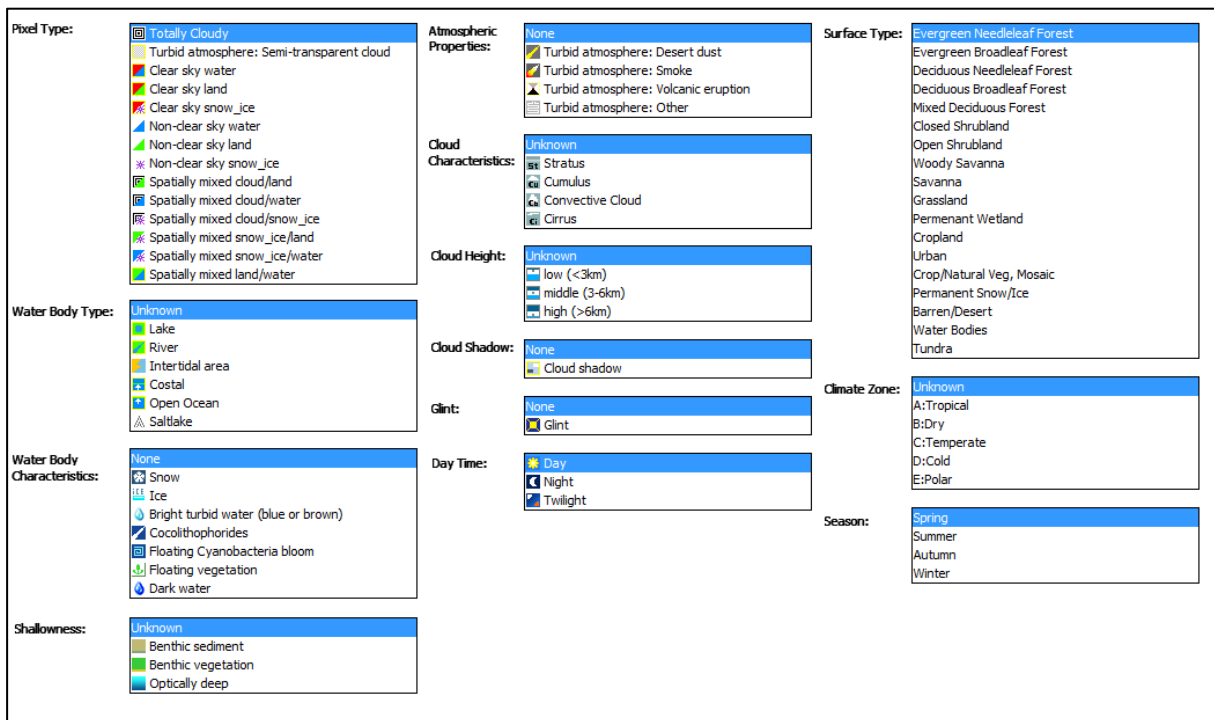 Pixel Type:
Totally Cloudy
Turbid atmosphere: Semi-transparent cloud
Clear sky water
Clear sky land
Clear sky snow_ice
Non-clear sky water
Non-clear sky land
Non-clear sky snow_ice
Spatially mixed cloud/land
Spatially mixed cloud/water
Spatially mixed cloud/snow_ice
Spatially mixed snow_ice/land
Spatially mixed snow_ice/water
Spatially mixed land/water
Water Body Type:
Unknown
Lake
River
Intertidal area
Costal
Open Ocean
Saltlake
Water Body
Characteristics:
None
Snow
ICE
Ice
Bright turbid water (blue or brown)
Cocolithophorides
Floating Cyanobacteria bloom
Floating vegetation
Dark water
Shallowness:
Unknown
Benthic sediment
Benthic vegetation
Optically deep
Atmospheric
Properties:
None
Turbid atmosphere: Desert dust
Turbid atmosphere: Smoke
Turbid atmosphere: Volcanic eruption
Turbid atmosphere: Other
Cloud
Characteristics:
Unknown
St Stratus
Cu Cumulus
Cb Convective Cloud
Ci Cirrus
Cloud Height:
Unknown
low (<3km)
middle (3-6km)
high (>6km)
Cloud Shadow:
None
Cloud shadow
Glint:
None
Glint
Day Time:
Day
Night
Twilight
Surface Type:
Evergreen Needleleaf Forest
Evergreen Broadleaf Forest
Deciduous Needleleaf Forest
Deciduous Broadleaf Forest
Mixed Deciduous Forest
Closed Shrubland
Open Shrubland
Woody Savanna
Savanna
Grassland
Permenant Wetland
Cropland
Urban
Crop/Natural Veg, Mosaic
Permanent Snow/Ice
Barren/Desert
Water Bodies
Tundra
Climate Zone:
Unknown
A:Tropical
B:Dry
C:Temperate
D:Cold
E:Polar
Season:
Spring
Summer
Autumn
Winter